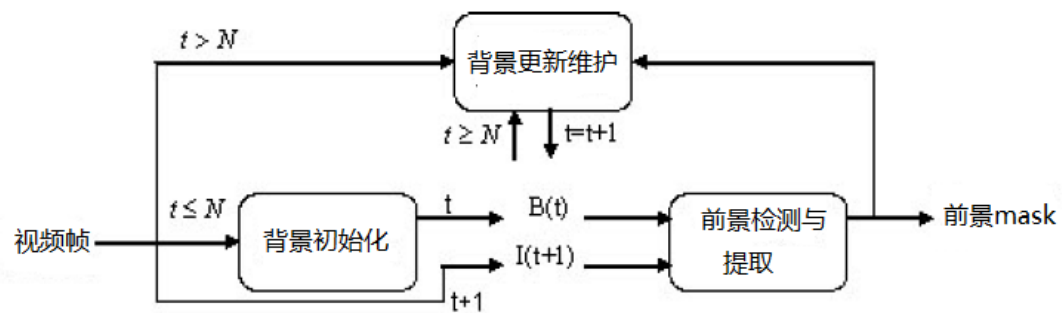 t > N
背景更新维护
t ≥ N
t=t+1
t ≤ N
t
B(t)
视频帧
背景初始化
I(t+1)
前景检测与
提取
前景mask
t+1